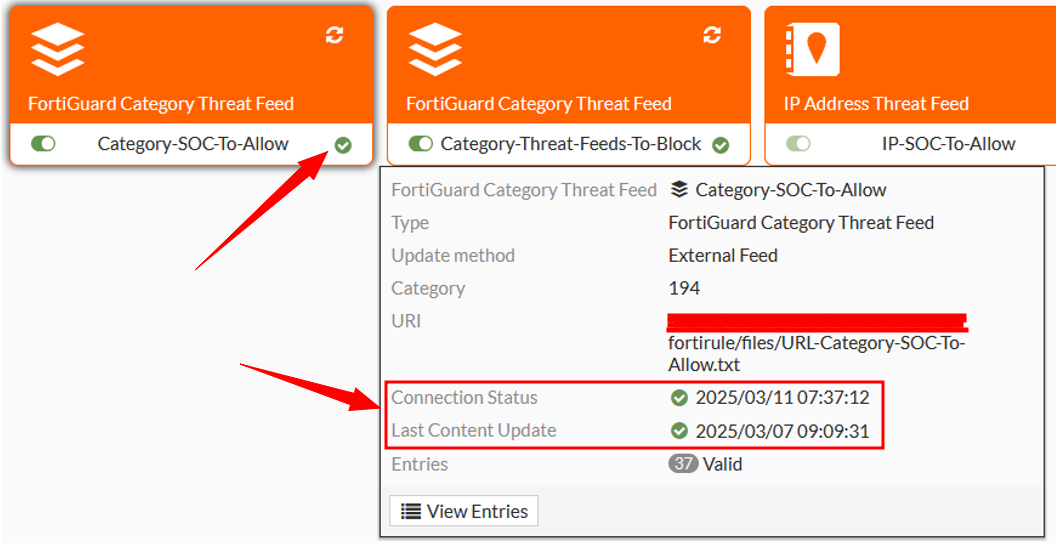 FortiGuard Category Threat Feed
Category-SOC-To-Allow
FortiGuard Category Threat Feed
Category-Threat-Feeds-To-Block
IP Address Threat Feed
IP-SOC-To-Allow
FortiGuard Category Threat Feed Category-SOC-To-Allow
Type FortiGuard Category Threat Feed
Update method External Feed
Category 194
URI
fortirule/files/URL-Category-SOC-To-
Allow.txt
Connection Status 2025/03/11 07:37:12
Last Content Update 2025/03/07 09:09:31
Entries 37 Valid
View Entries